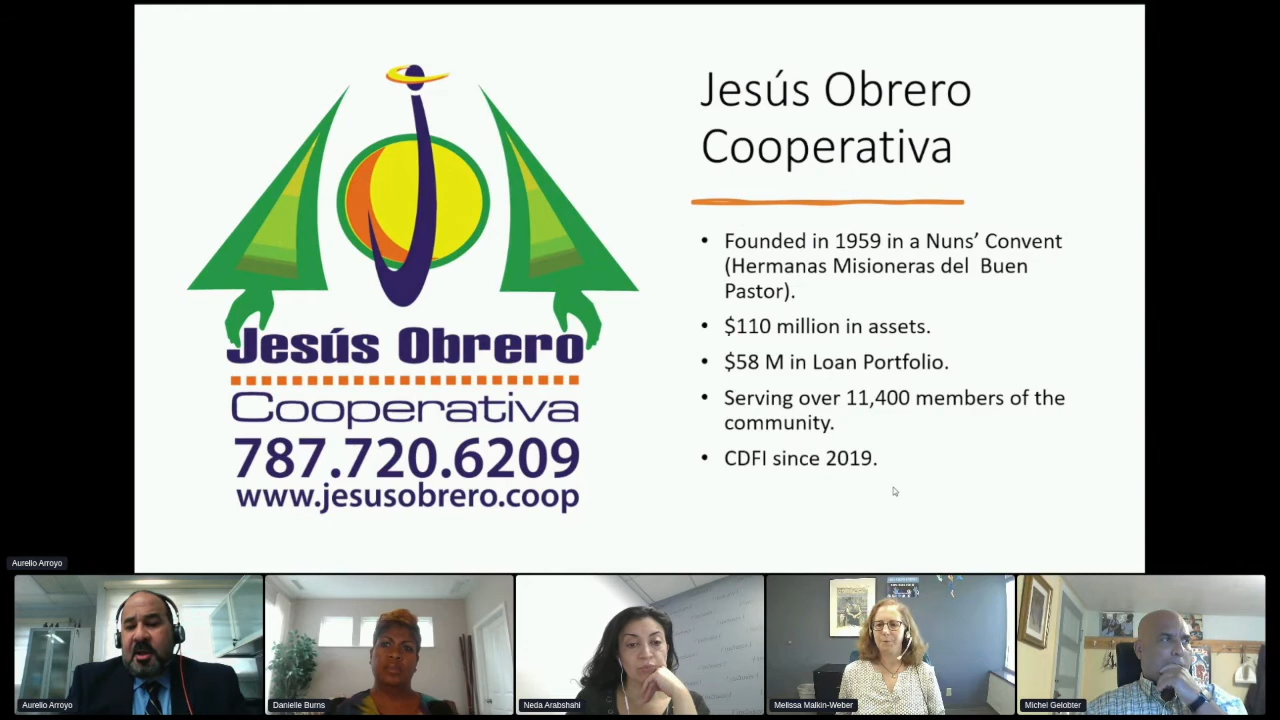 Jesús Obrero
Cooperativa
787.720.6209
www.jesusobrero.coop
Jesús Obrero
Cooperativa
• Founded in 1959 in a Nuns' Convent
(Hermanas Misioneras del Buen
Pastor).
• $110 million in assets.
• $58 M in Loan Portfolio.
• Serving over 11,400 members of the
community.
• CDFI since 2019.
Aurelio Arroyo
Aurelio Arroyo
Danielle Burns
Neda Arabshahi
Melissa Malkin-Weber
Michel Gelobter